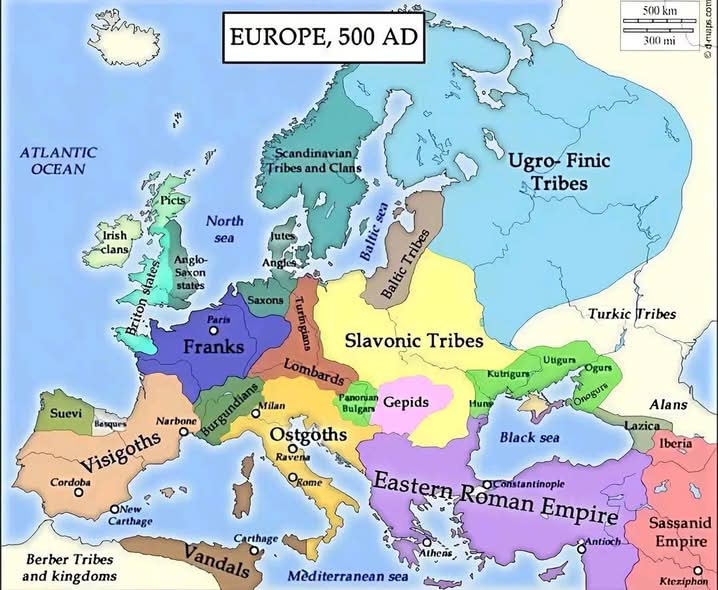 EUROPE, 500 AD
500 km
300 mi
© d-maps.com
ATLANTIC
OCEAN
Scandinavian
Tribes and Clans
Ugro- Finic
Tribes
Picts
North
sea
Baltic sea
Irish
clans
Jutes
Angles
Anglo-
Saxon
states
Briton states
Baltic Tribes
Saxons
Turingians
Turkic Tribes
Paris
Franks
Slavonic Tribes
Lombards
Kutrigurs
Utigurs
Ogurs
Onogurs
Burgundians
Milan
Panonian
Bulgars
Gepids
Huns
Alans
Suevi
Basques
Narbone
Ostgoths
Black sea
Lazica
Iberia
Visigoths
Ravena
Cordoba
Rome
Constantinople
Eastern Roman Empire
New
Carthage
Sassanid
Empire
Carthage
Athens
Antioch
Berber Tribes
and kingdoms
Vandals
Mediterranean sea
Kteziphon